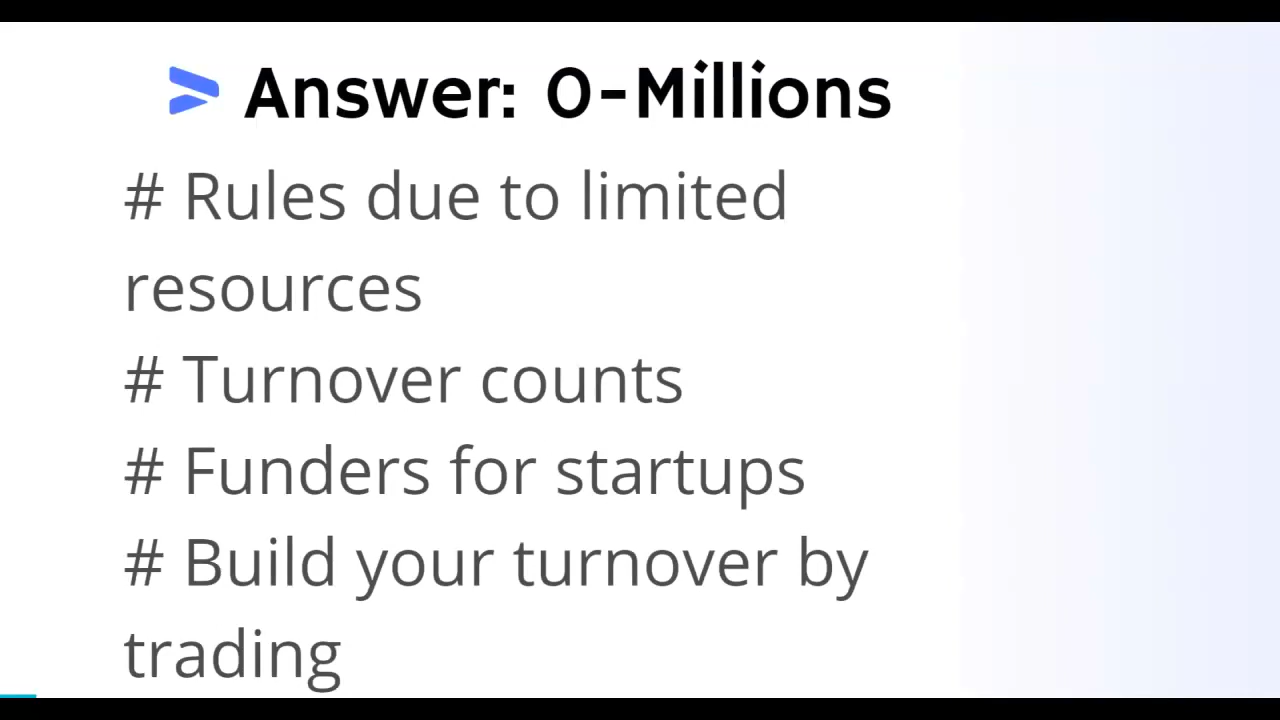 Answer: 0-Millions
# Rules due to limited
resources
# Turnover counts
# Funders for startups
# Build your turnover by
trading